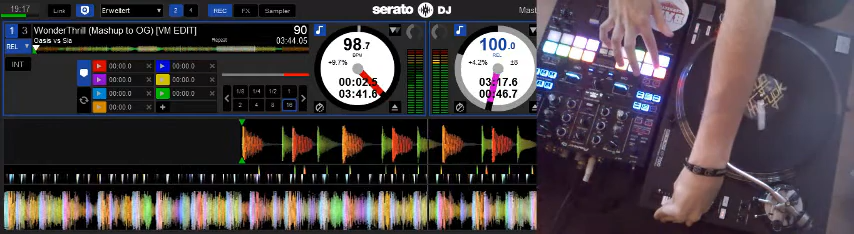 19:17
Link
Erweitert
2 4
REC FX Sampler
serato DJ
Mast
1 3
WonderThrill (Mashup to OG) [VM EDIT]
90
REL
Oasis vs Sia
Repeat
03:44.05
INT
00:00.0 00:00.0
00:00.0 00:00.0
00:00.0 00:00.0
00:00.0
1/8 1/4 1/2 1
2 4 8 16
98.7
BPM
+9.7% ±8
00:02.5
03:41.6
100.0
REL
+4.2% ±8
03:17.6
00:46.7